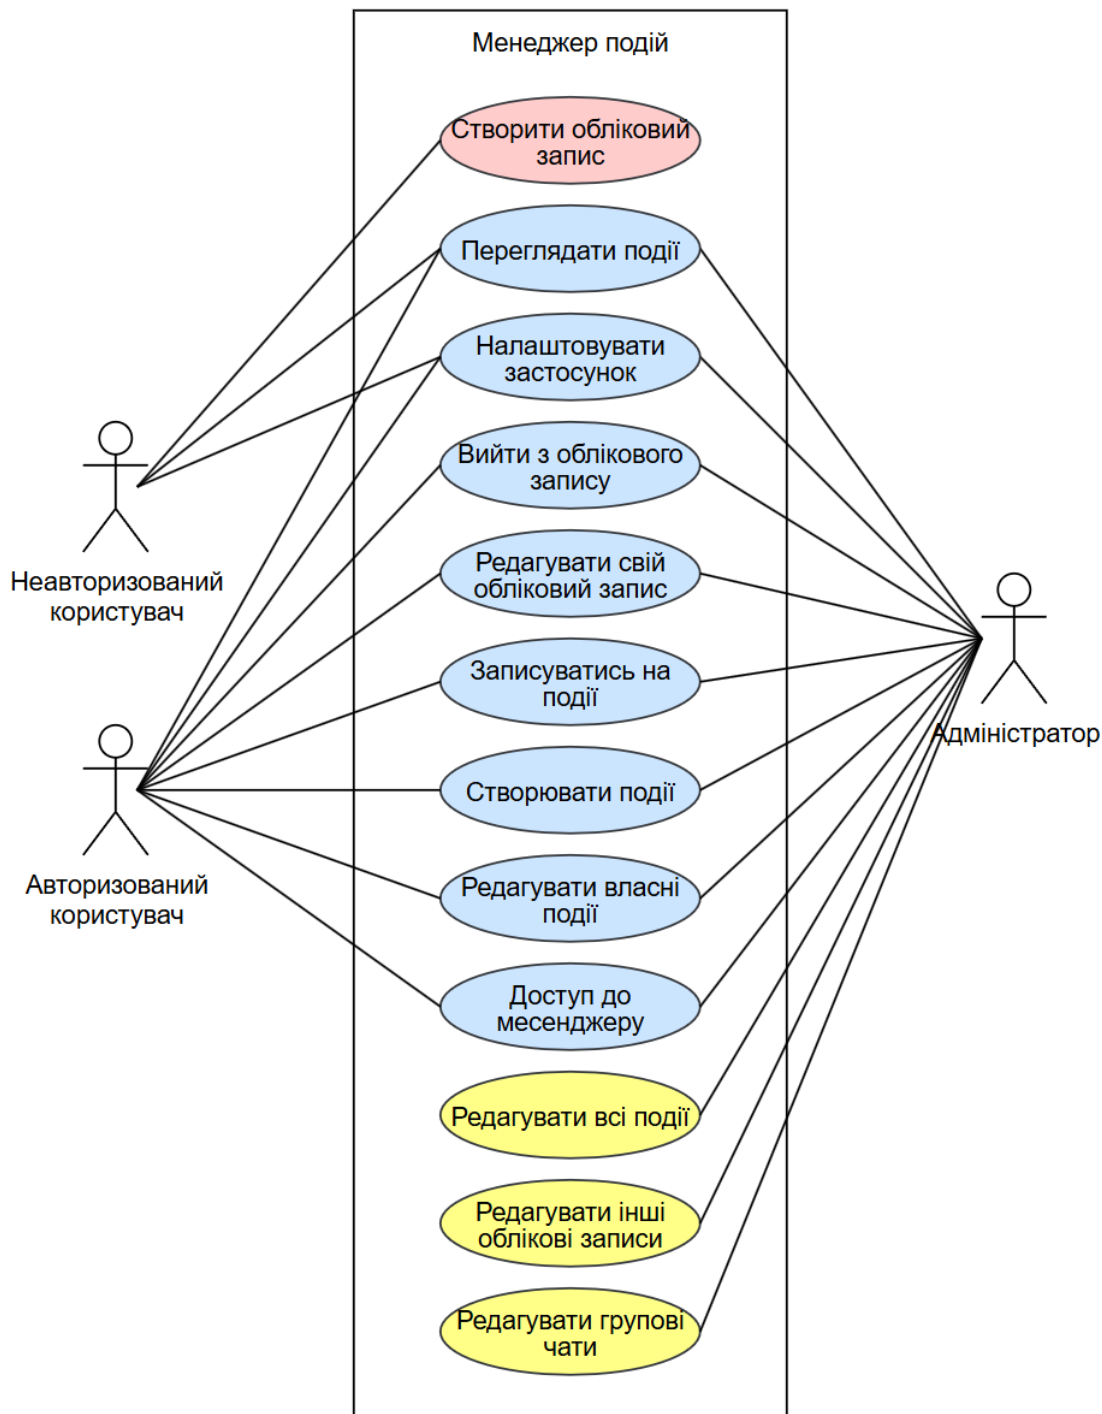 Менеджер подій
Створити обліковий
запис
Переглядати події
Налаштовувати
застосунок
Вийти з облікового
запису
Неавторизований
користувач
Редагувати свій
обліковий запис
Записуватись на
події
Адміністратор
Створювати події
Авторизований
користувач
Редагувати власні
події
Доступ до
месенджеру
Редагувати всі події
Редагувати інші
облікові записи
Редагувати групові
чати